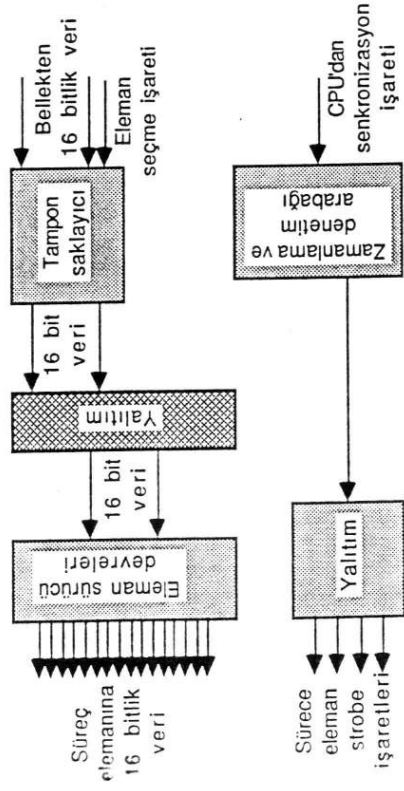 Bellekten
16 bitlik veri
Eleman
seçme işareti
Tampon
saklayıcı
16 bit
veri
Yalıtım
16 bit
veri
Eleman sürücü
devreleri
Süreç
elemanına
16 bitlik
veri
CPU'dan
senkronizasyon
işareti
Zamanlama ve
denetim
arabağı
Yalıtım
Sürece
eleman
strobe
işaretleri